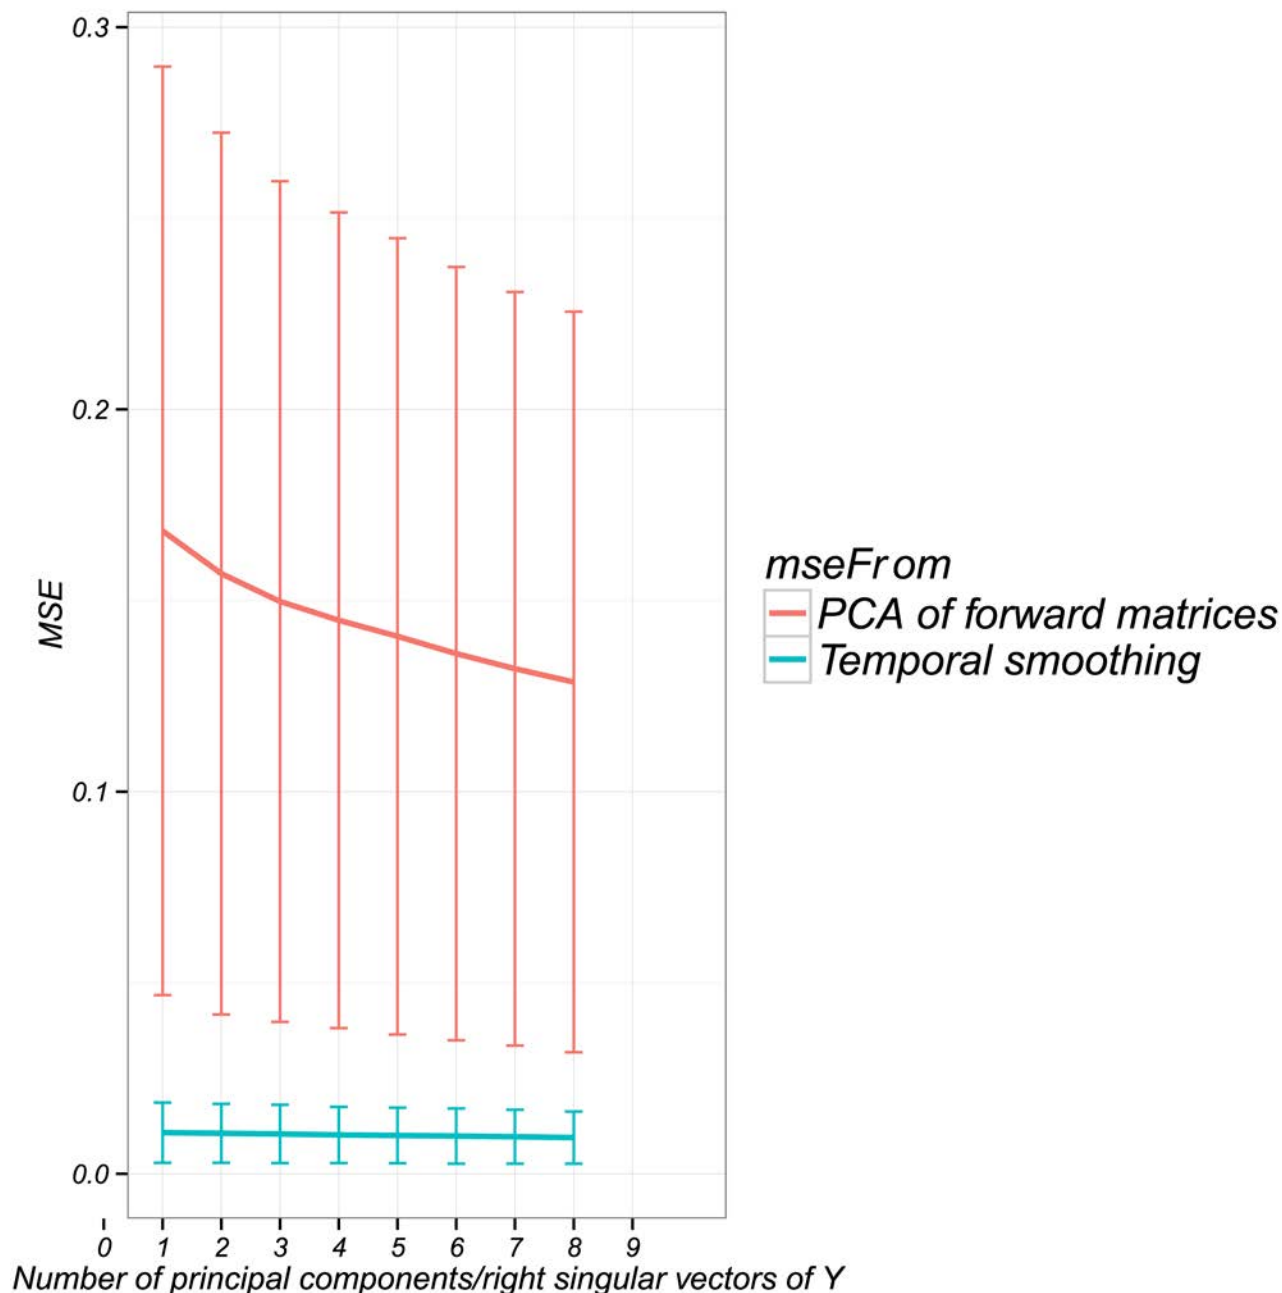 0.3
0.2
0.1
0.0
MSE
0 1 2 3 4 5 6 7 8 9
Number of principal components/right singular vectors of Y
mseFrom
PCA of forward matrices
Temporal smoothing